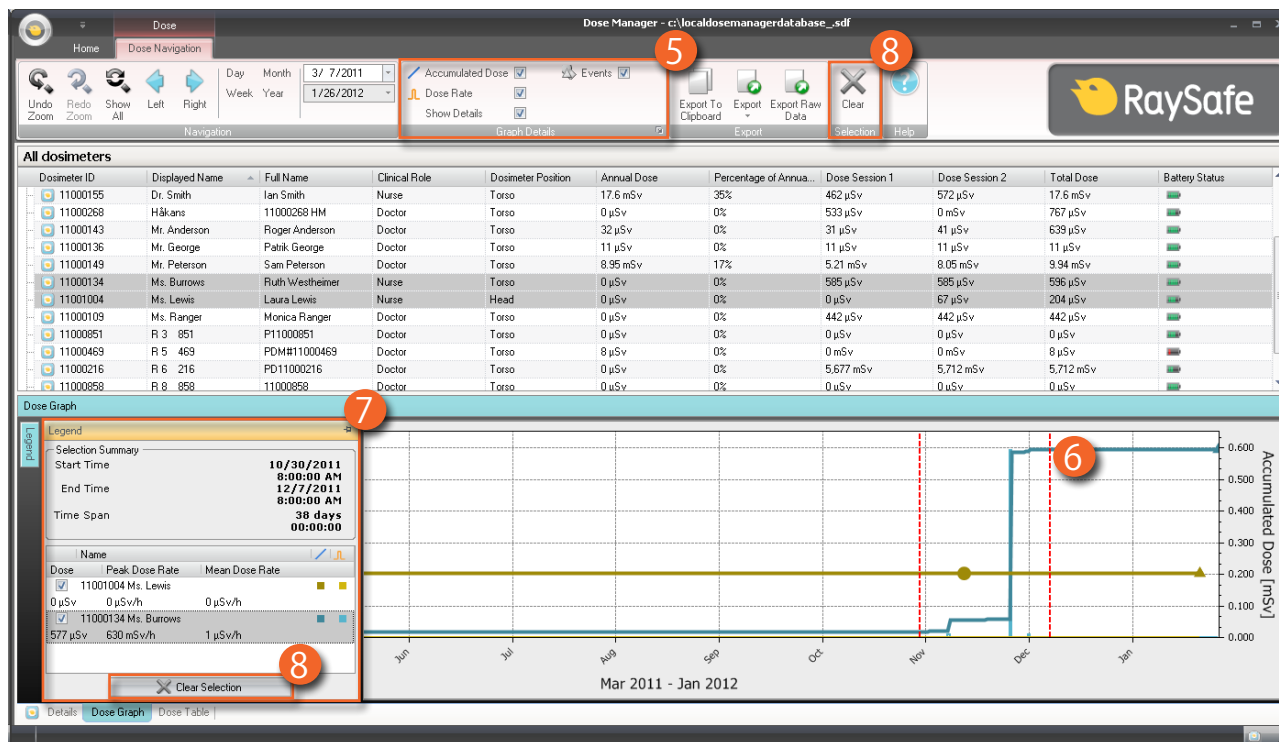 Dose
Dose Manager - c:\localdosemanagerdatabase_.sdf
Home Dose Navigation
5
8
Undo Zoom
Redo Zoom
Show All
Left
Right
Day Month
Week Year
3/ 7/2011
1/26/2012
Navigation
Accumulated Dose
Events
Dose Rate
Show Details
Graph Details
Export To Clipboard
Export
Export Raw Data
Export
Clear
Selection
Help
RaySafe
All dosimeters
Dosimeter ID Displayed Name Full Name Clinical Role Dosimeter Position Annual Dose Percentage of Annua... Dose Session 1 Dose Session 2 Total Dose Battery Status
11000155 Dr. Smith Ian Smith Nurse Torso 17.6 mSv 35% 462 µSv 572 µSv 17.6 mSv
11000268 Håkans 11000268 HM Doctor Torso 0 µSv 0% 533 µSv 0 mSv 767 µSv
11000143 Mr. Anderson Roger Anderson Doctor Torso 32 µSv 0% 31 µSv 41 µSv 639 µSv
11000136 Mr. George Patrik George Doctor Torso 11 µSv 0% 11 µSv 11 µSv 11 µSv
11000149 Mr. Peterson Sam Peterson Doctor Torso 8.95 mSv 17% 5.21 mSv 8.05 mSv 9.94 mSv
11000134 Ms. Burrows Ruth Westheimer Nurse Torso 0 µSv 0% 585 µSv 585 µSv 596 µSv
11001004 Ms. Lewis Laura Lewis Nurse Head 0 µSv 0% 0 µSv 67 µSv 204 µSv
11000109 Ms. Ranger Monica Ranger Doctor Torso 0 µSv 0% 442 µSv 442 µSv 442 µSv
11000851 R 3 851 P11000851 Doctor Torso 0 µSv 0% 0 µSv 0 µSv 0 µSv
11000469 R 5 469 PDM#11000469 Doctor Torso 8 µSv 0% 0 mSv 0 mSv 8 µSv
11000216 R 6 216 PD11000216 Doctor Torso 0 µSv 0% 5,677 mSv 5,712 mSv 5,712 mSv
11000858 R 8 858 11000858 Doctor Torso 0 µSv 0% 0 µSv 0 µSv 0 µSv
Dose Graph
7
Legend
Legend
Selection Summary
Start Time 10/30/2011
8:00:00 AM
End Time 12/7/2011
8:00:00 AM
Time Span 38 days
00:00:00
Name
Dose Peak Dose Rate Mean Dose Rate
11001004 Ms. Lewis
0 µSv 0 µSv/h 0 µSv/h
11000134 Ms. Burrows
577 µSv 630 mSv/h 1 µSv/h
8
Clear Selection
6
0.600
0.500
0.400
0.300
0.200
0.100
0.000
Accumulated Dose [mSv]
Jun Jul Aug Sep Oct Nov Dec Jan
Mar 2011 - Jan 2012
Details Dose Graph Dose Table